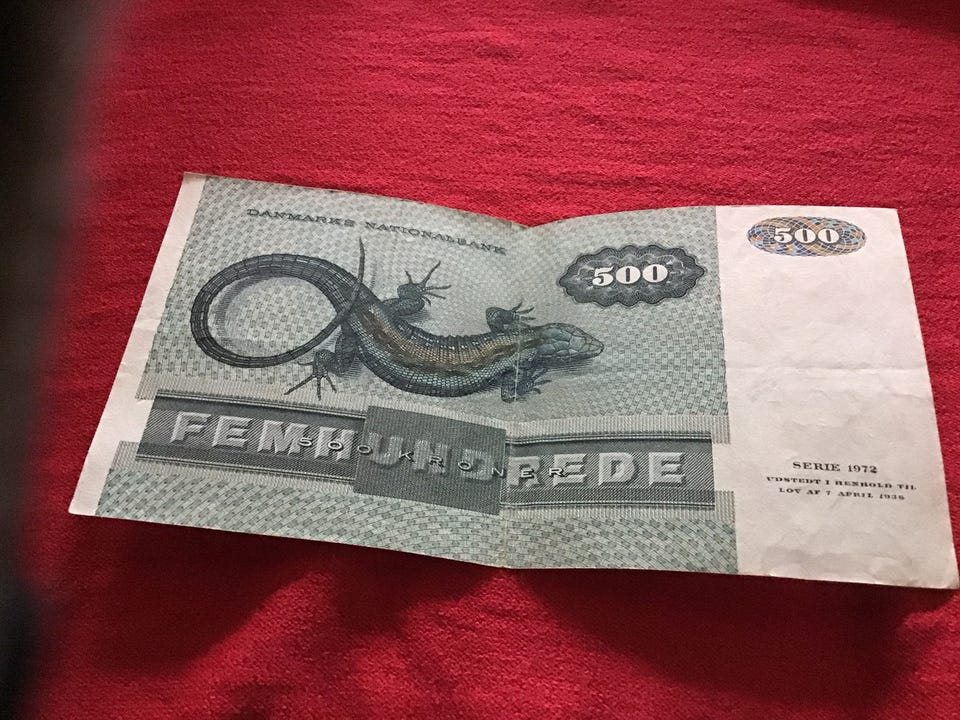 DANMARKS NATIONALBANK
500
500
FEMHUNDREDE
500 KRONER
SERIE 1972
UDSTEDT I HENHOLD TIL
LOV AF 7 APRIL 1936